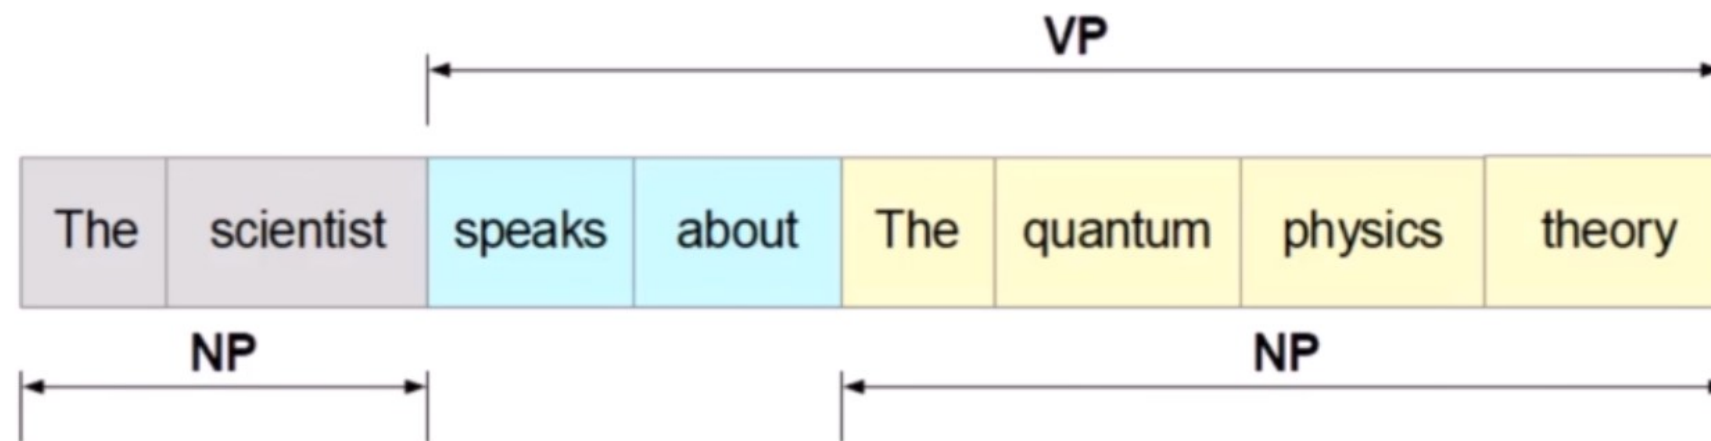 VP
The scientist speaks about The quantum physics theory
NP NP